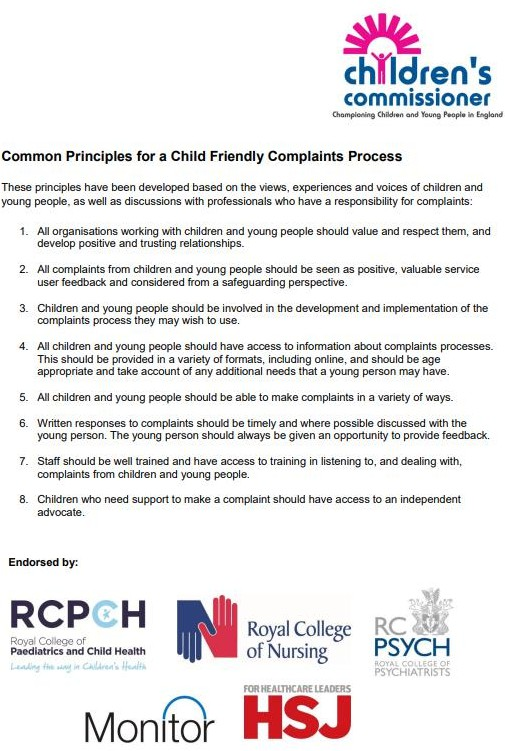 children's
commissioner
Championing Children and Young People in England
Common Principles for a Child Friendly Complaints Process
These principles have been developed based on the views, experiences and voices of children and
young people, as well as discussions with professionals who have a responsibility for complaints:
1. All organisations working with children and young people should value and respect them, and
develop positive and trusting relationships.
2. All complaints from children and young people should be seen as positive, valuable service
user feedback and considered from a safeguarding perspective.
3. Children and young people should be involved in the development and implementation of the
complaints process they may wish to use.
4. All children and young people should have access to information about complaints processes.
This should be provided in a variety of formats, including online, and should be age
appropriate and take account of any additional needs that a young person may have.
5. All children and young people should be able to make complaints in a variety of ways.
6. Written responses to complaints should be timely and where possible discussed with the
young person. The young person should always be given an opportunity to provide feedback.
7. Staff should be well trained and have access to training in listening to, and dealing with,
complaints from children and young people.
8. Children who need support to make a complaint should have access to an independent
advocate.
Endorsed by:
RCPCH
Royal College of
Paediatrics and Child Health
Leading the way in Children's Health
Royal College
of Nursing
RC
PSYCH
ROYAL COLLEGE OF
PSYCHIATRISTS
Monitor
FOR HEALTHCARE LEADERS
HSJ